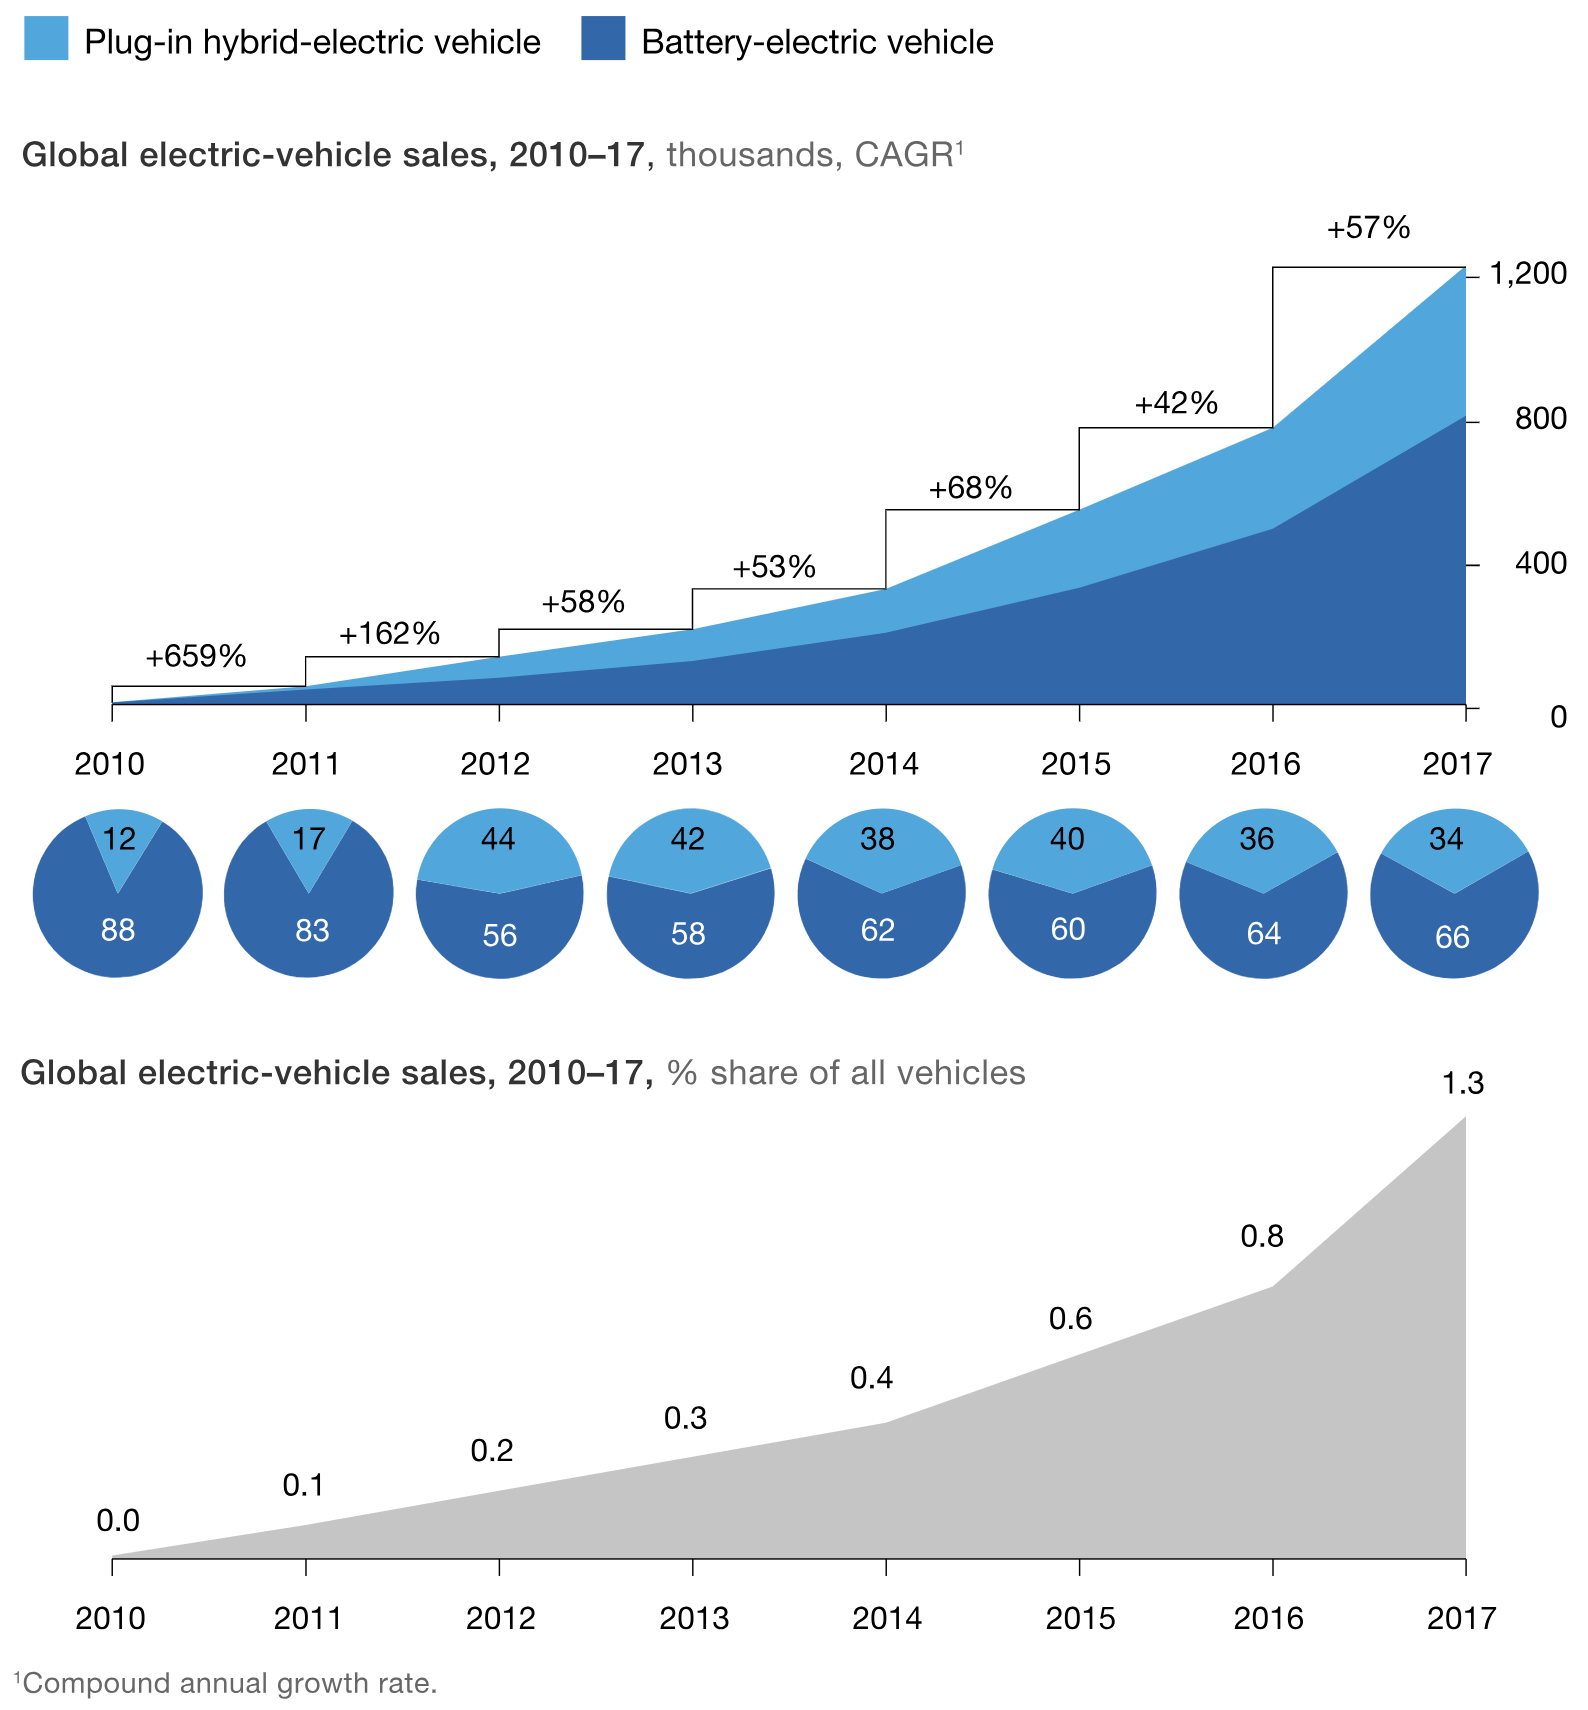 Plug-in hybrid-electric vehicle Battery-electric vehicle
Global electric-vehicle sales, 2010–17, thousands, CAGR¹
+57%
1,200
+42%
800
+68%
+53%
400
+58%
+162%
+659%
0
2010 2011 2012 2013 2014 2015 2016 2017
12 17 44 42 38 40 36 34
88 83 56 58 62 60 64 66
Global electric-vehicle sales, 2010–17, % share of all vehicles
1.3
0.8
0.6
0.4
0.3
0.2
0.1
0.0
2010 2011 2012 2013 2014 2015 2016 2017
¹Compound annual growth rate.